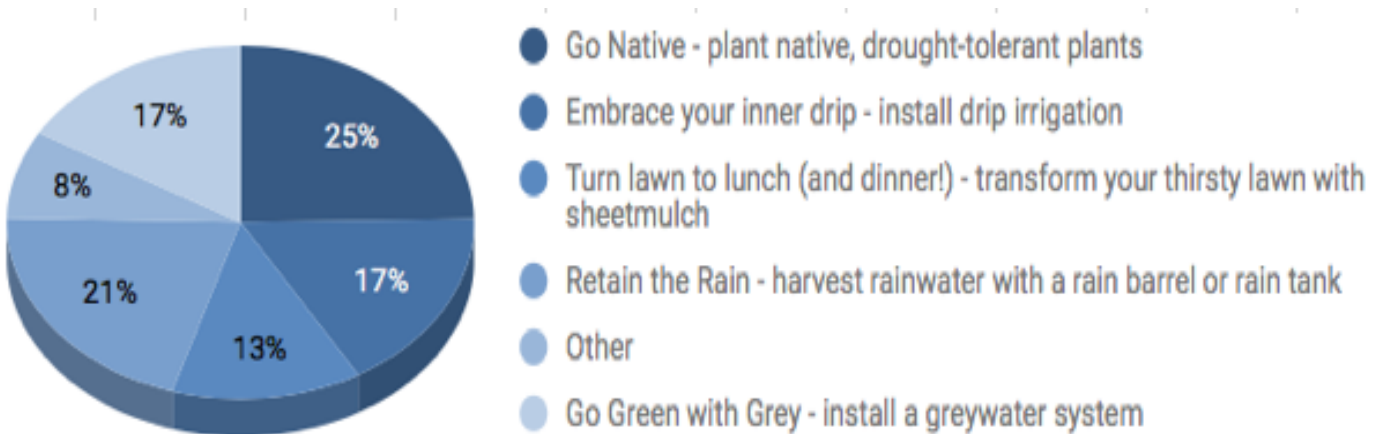 17%
25%
8%
17%
21%
13%
Go Native - plant native, drought-tolerant plants
Embrace your inner drip - install drip irrigation
Turn lawn to lunch (and dinner!) - transform your thirsty lawn with
sheetmulch
Retain the Rain - harvest rainwater with a rain barrel or rain tank
Other
Go Green with Grey - install a greywater system